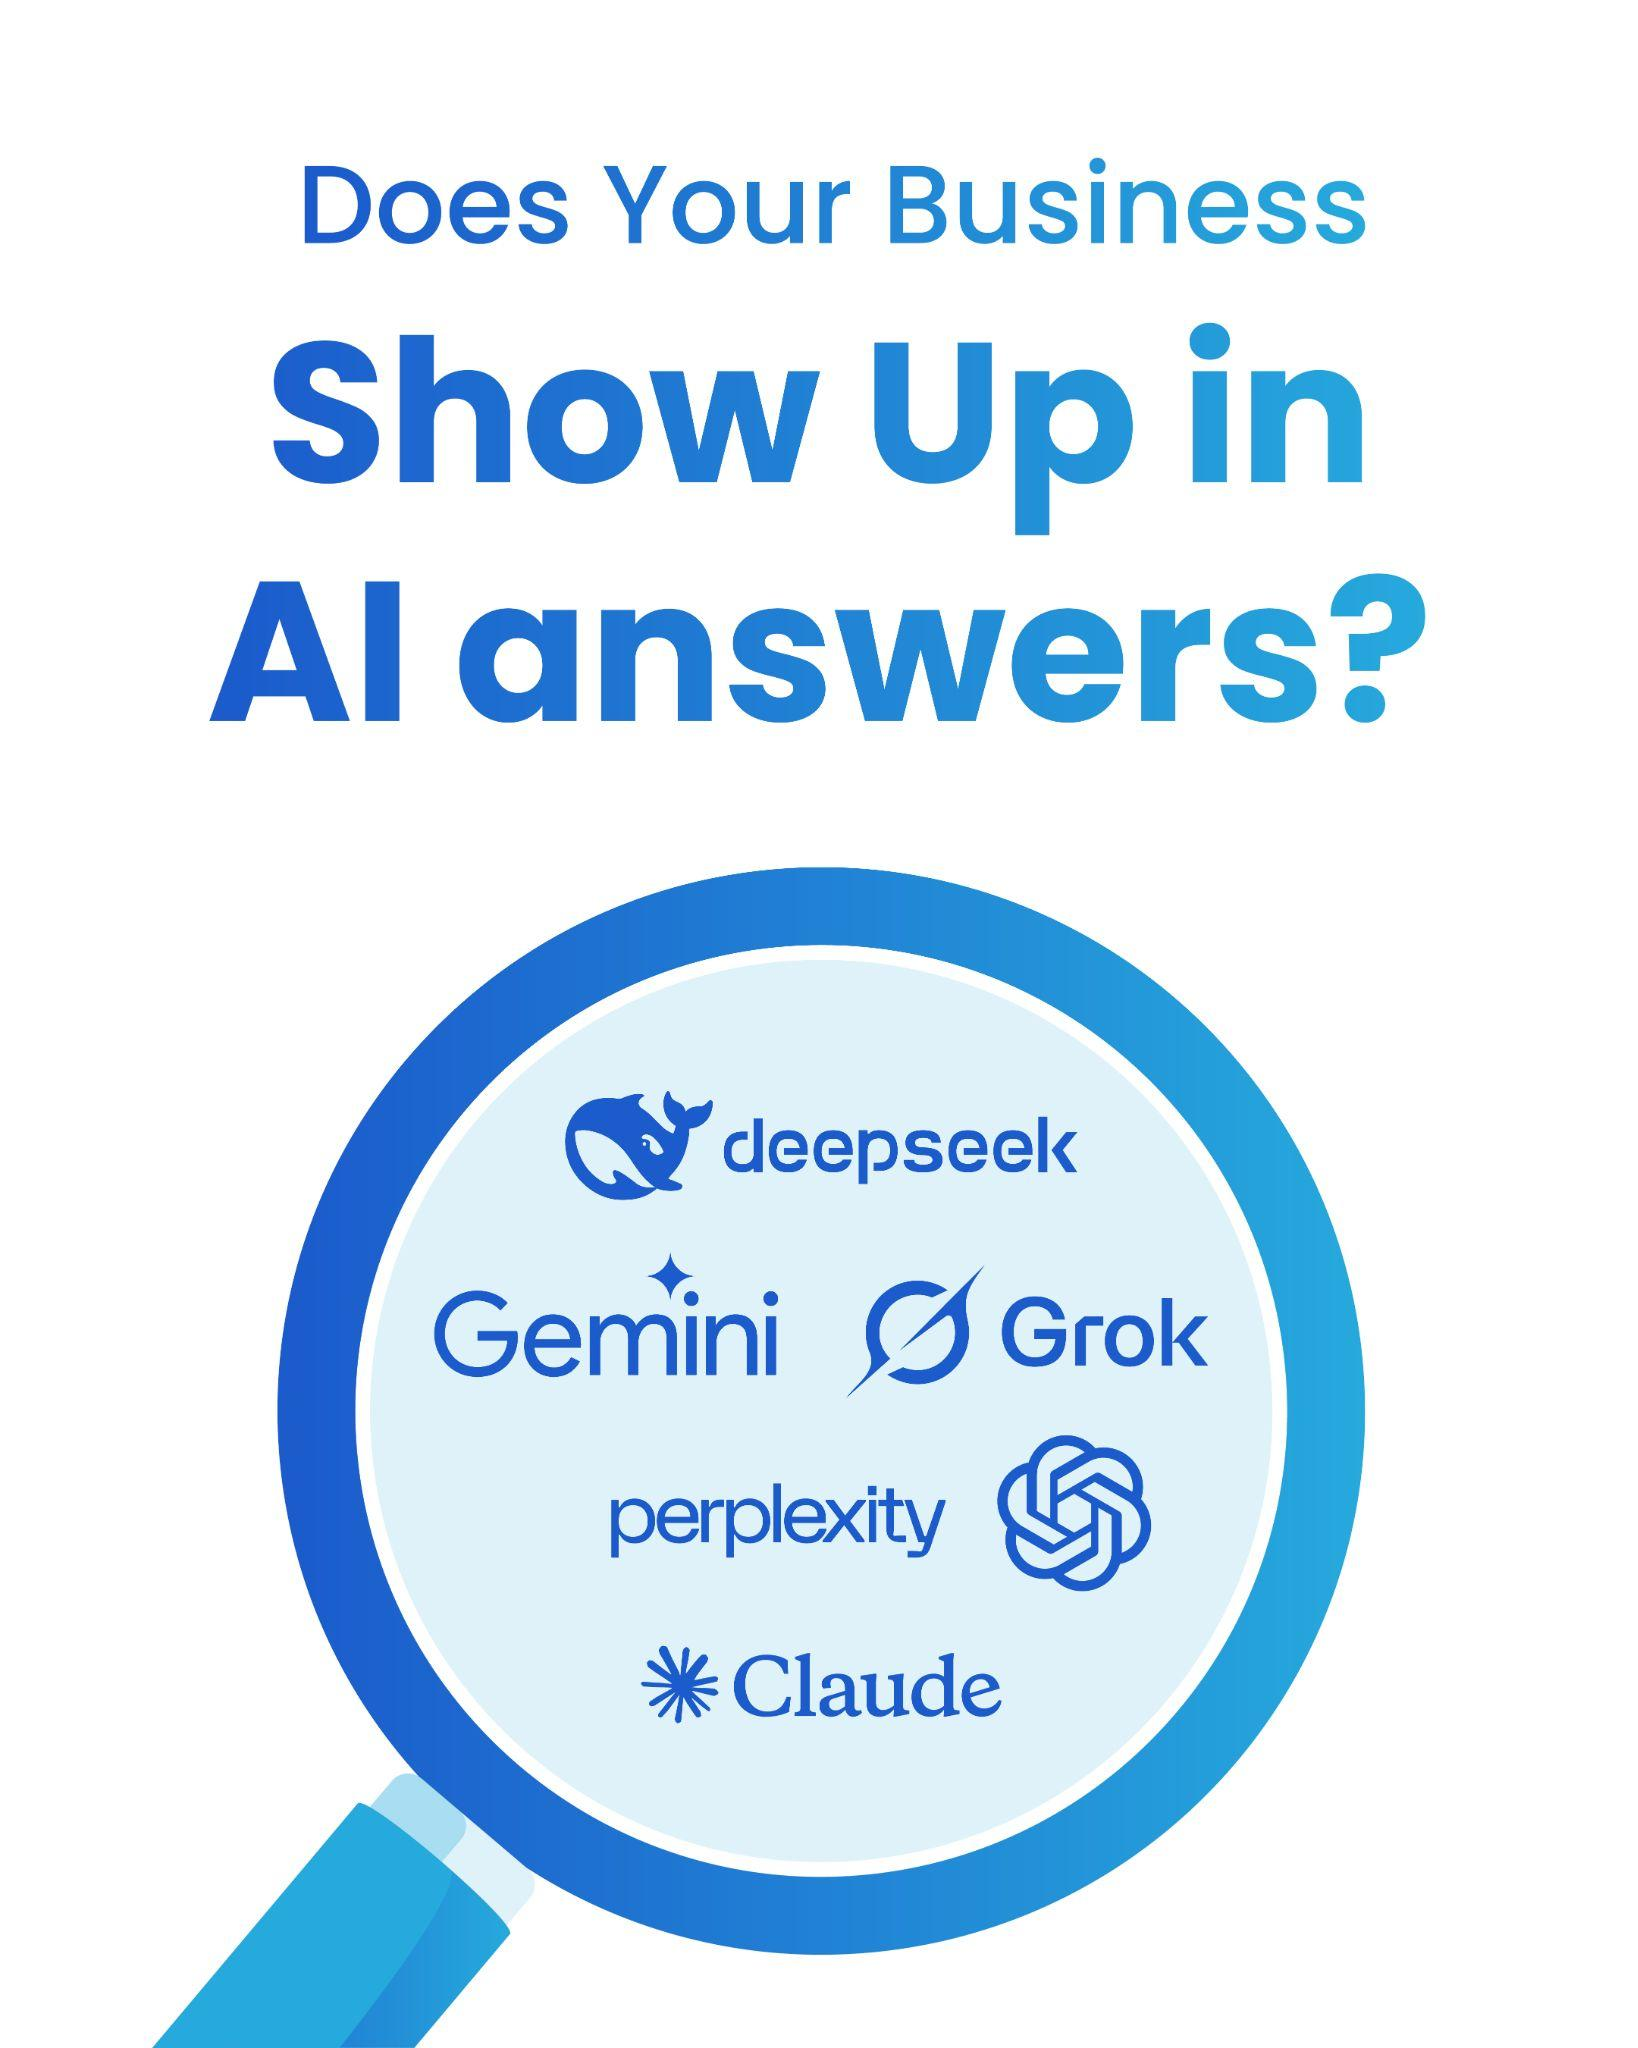 Does Your Business
Show Up in
AI answers?
deepseek
Gemini
Grok
perplexity
Claude